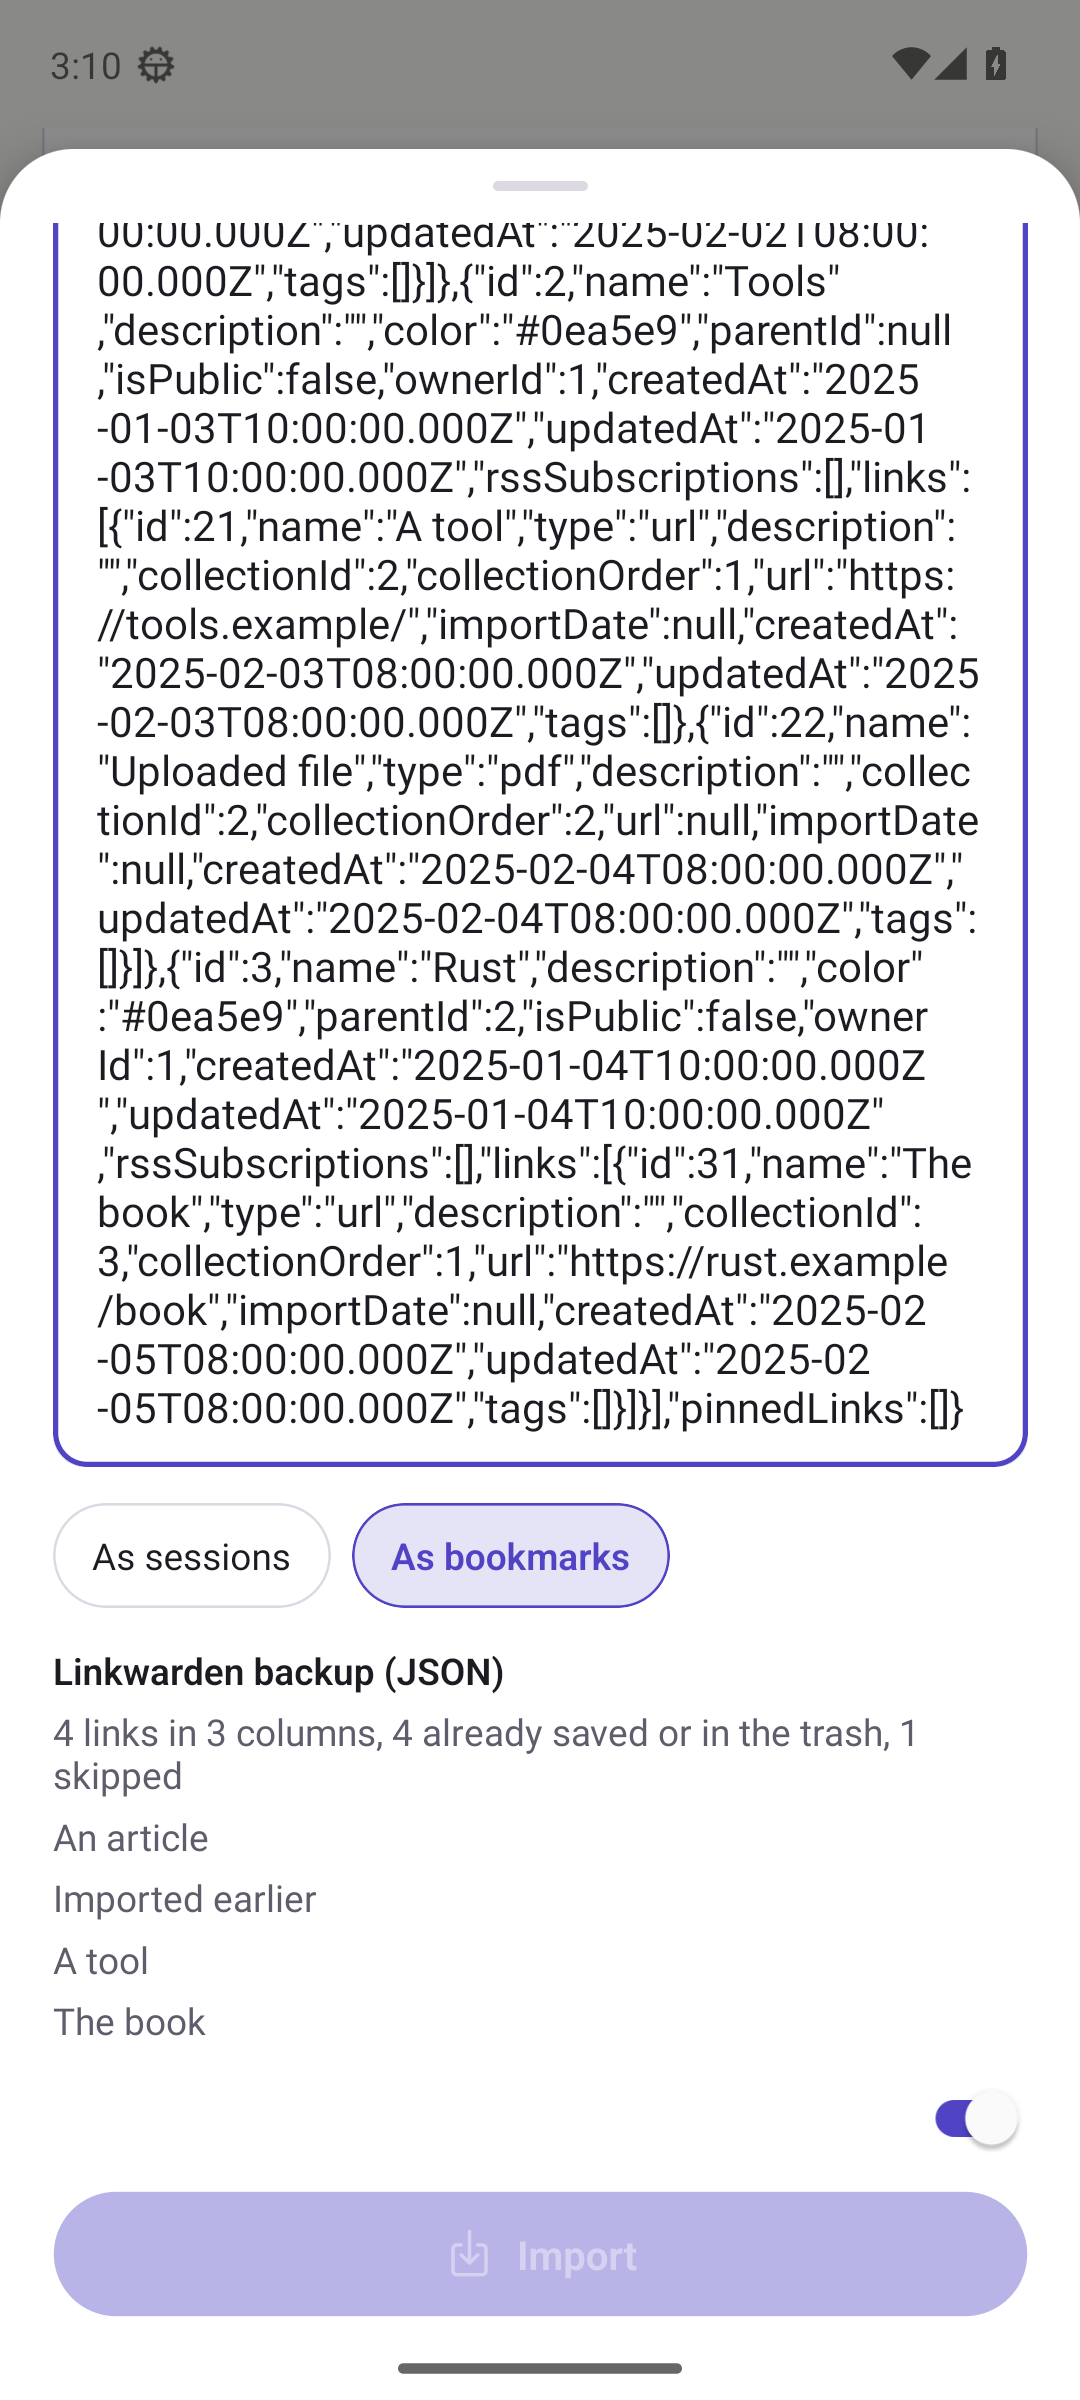 3:10
00:00.000Z","updatedAt":"2025-02-02T08:00:
00.000Z","tags":[]}]},{"id":2,"name":"Tools"
,"description":"","color":"#0ea5e9","parentId":null
,"isPublic":false,"ownerId":1,"createdAt":"2025
-01-03T10:00:00.000Z","updatedAt":"2025-01
-03T10:00:00.000Z","rssSubscriptions":[],"links":
[{"id":21,"name":"A tool","type":"url","description":
"","collectionId":2,"collectionOrder":1,"url":"https:
//tools.example/","importDate":null,"createdAt":
"2025-02-03T08:00:00.000Z","updatedAt":"2025
-02-03T08:00:00.000Z","tags":[]},{"id":22,"name":
"Uploaded file","type":"pdf","description":"","collec
tionId":2,"collectionOrder":2,"url":null,"importDate
":null,"createdAt":"2025-02-04T08:00:00.000Z","
updatedAt":"2025-02-04T08:00:00.000Z","tags":
[]}]},{"id":3,"name":"Rust","description":"","color"
:"#0ea5e9","parentId":2,"isPublic":false,"owner
Id":1,"createdAt":"2025-01-04T10:00:00.000Z
","updatedAt":"2025-01-04T10:00:00.000Z"
,"rssSubscriptions":[],"links":[{"id":31,"name":"The
book","type":"url","description":"","collectionId":
3,"collectionOrder":1,"url":"https://rust.example
/book","importDate":null,"createdAt":"2025-02
-05T08:00:00.000Z","updatedAt":"2025-02
-05T08:00:00.000Z","tags":[]}]}],"pinnedLinks":[]}
As sessions
As bookmarks
Linkwarden backup (JSON)
4 links in 3 columns, 4 already saved or in the trash, 1
skipped
An article
Imported earlier
A tool
The book
Import